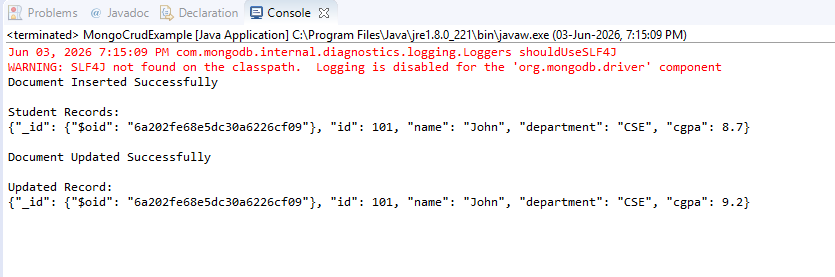 Problems @ Javadoc Declaration Console
<terminated> MongoCrudExample [Java Application] C:\Program Files\Java\jre1.8.0_221\bin\javaw.exe (03-Jun-2026, 7:15:09 PM)
Jun 03, 2026 7:15:09 PM com.mongodb.internal.diagnostics.logging.Loggers shouldUseSLF4J
WARNING: SLF4J not found on the classpath.  Logging is disabled for the 'org.mongodb.driver' component
Document Inserted Successfully
Student Records:
{"_id": {"$oid": "6a202fe68e5dc30a6226cf09"}, "id": 101, "name": "John", "department": "CSE", "cgpa": 8.7}
Document Updated Successfully
Updated Record:
{"_id": {"$oid": "6a202fe68e5dc30a6226cf09"}, "id": 101, "name": "John", "department": "CSE", "cgpa": 9.2}